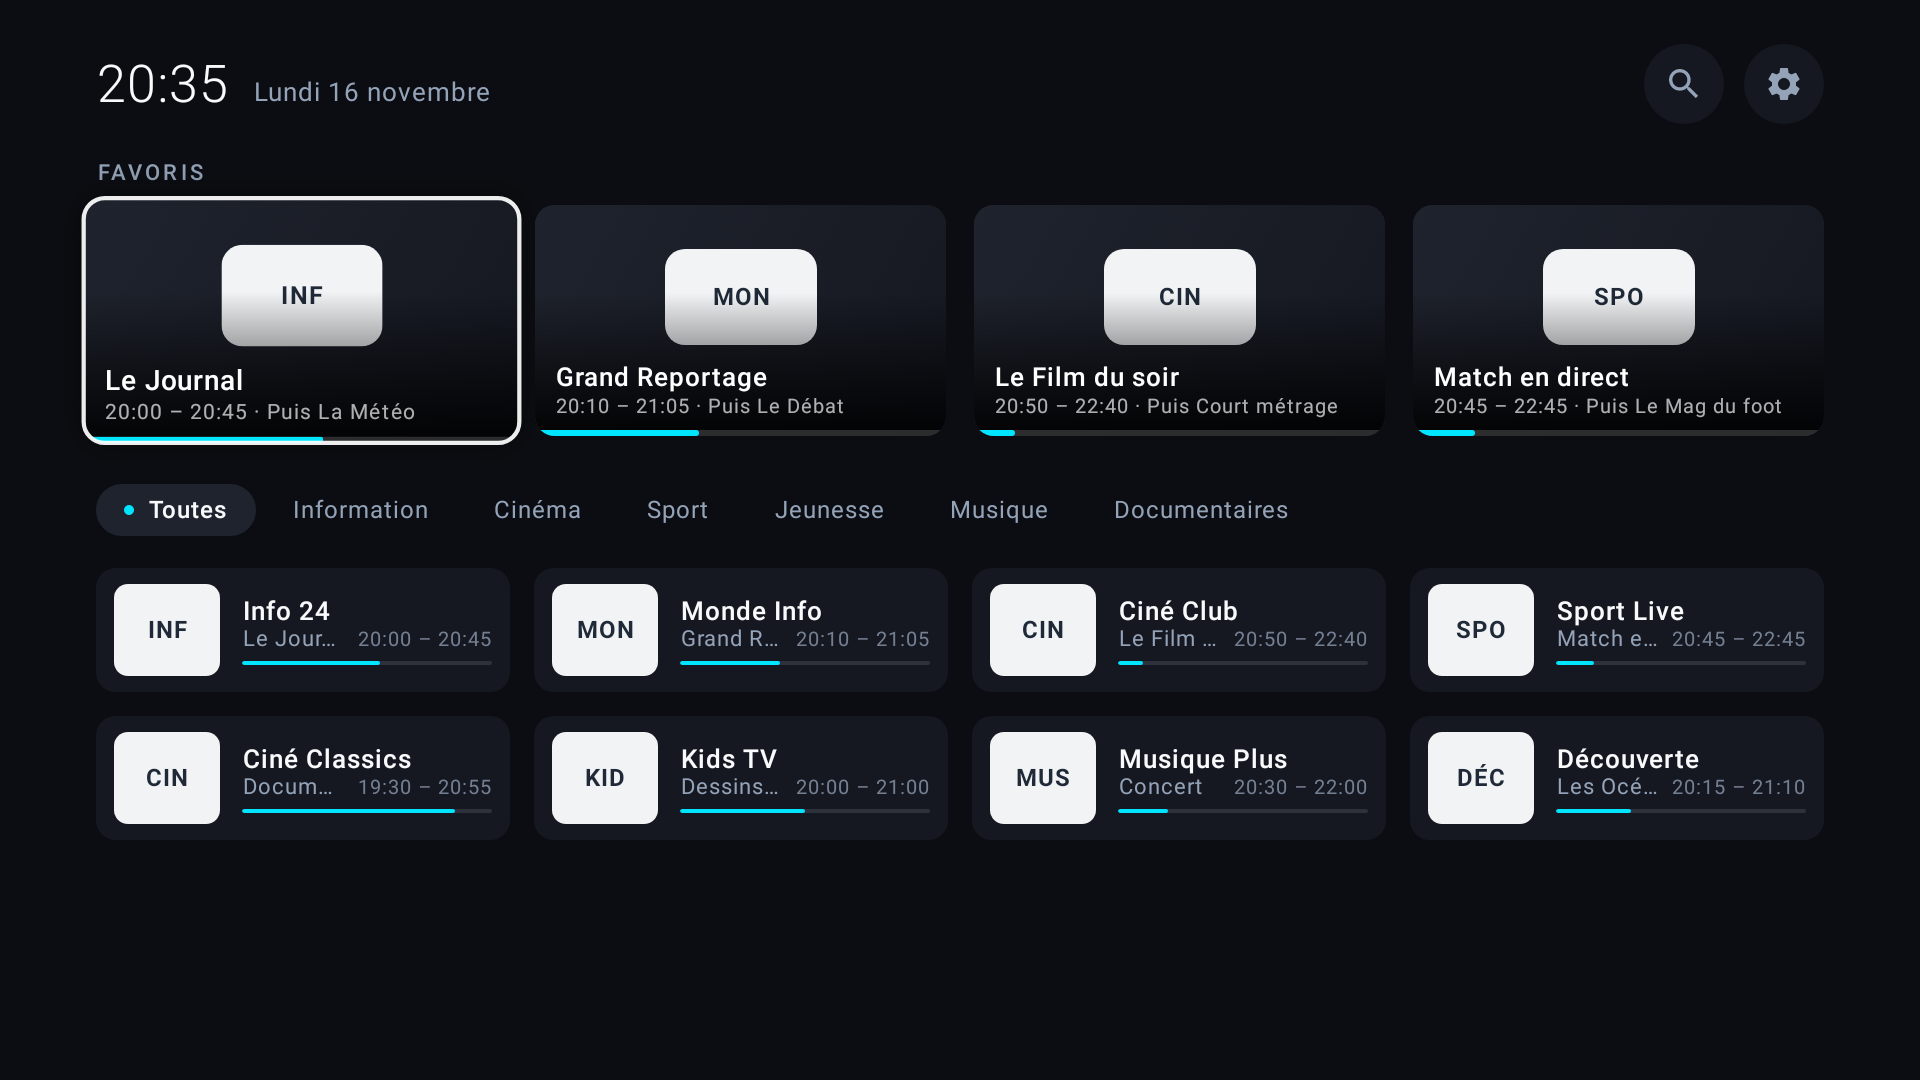 20:35 Lundi 16 novembre
FAVORIS
INF
Le Journal
20:00 – 20:45 · Puis La Météo
MON
Grand Reportage
20:10 – 21:05 · Puis Le Débat
CIN
Le Film du soir
20:50 – 22:40 · Puis Court métrage
SPO
Match en direct
20:45 – 22:45 · Puis Le Mag du foot
Toutes Information Cinéma Sport Jeunesse Musique Documentaires
INF
Info 24
Le Jour... 20:00 – 20:45
MON
Monde Info
Grand R... 20:10 – 21:05
CIN
Ciné Club
Le Film ... 20:50 – 22:40
SPO
Sport Live
Match e... 20:45 – 22:45
CIN
Ciné Classics
Docum... 19:30 – 20:55
KID
Kids TV
Dessins... 20:00 – 21:00
MUS
Musique Plus
Concert 20:30 – 22:00
DÉC
Découverte
Les Océ... 20:15 – 21:10